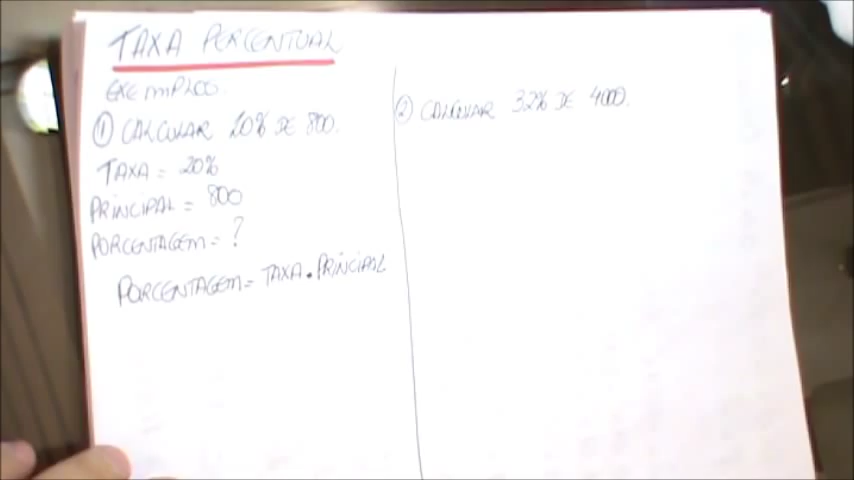 TAXA PERCENTUAL
EXEMPLOS.
① CALCULAR 20% DE 800.
TAXA = 20%
PRINCIPAL = 800
PORCENTAGEM = ?
PORCENTAGEM = TAXA . PRINCIPAL
② CALCULAR 32% DE 4000.